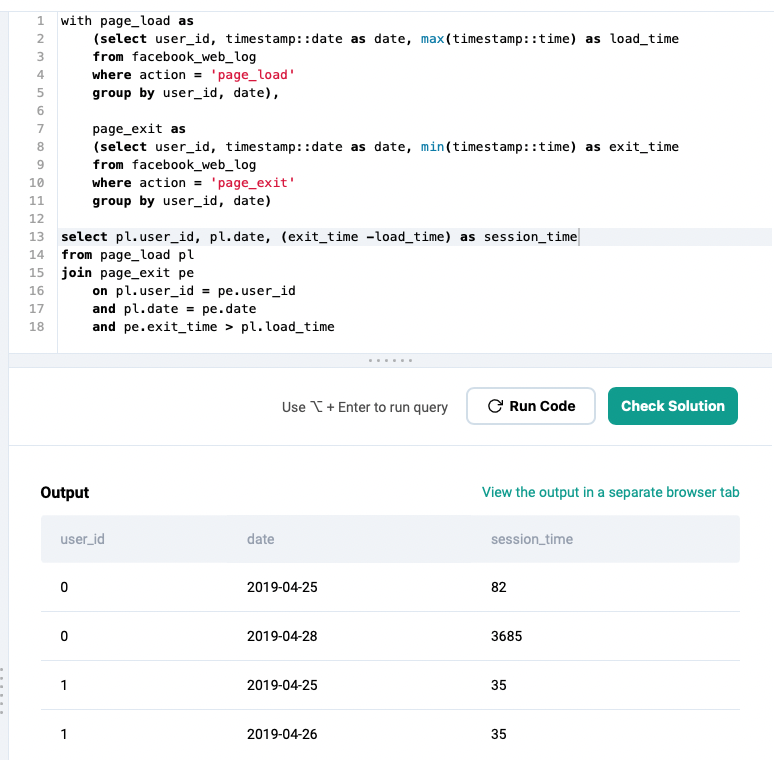 1 with page_load as
2     (select user_id, timestamp::date as date, max(timestamp::time) as load_time
3     from facebook_web_log
4     where action = 'page_load'
5     group by user_id, date),
6
7     page_exit as
8     (select user_id, timestamp::date as date, min(timestamp::time) as exit_time
9     from facebook_web_log
10     where action = 'page_exit'
11     group by user_id, date)
12
13 select pl.user_id, pl.date, (exit_time –load_time) as session_time
14 from page_load pl
15 join page_exit pe
16     on pl.user_id = pe.user_id
17     and pl.date = pe.date
18     and pe.exit_time > pl.load_time
Use ⌥ + Enter to run query Run Code Check Solution
Output View the output in a separate browser tab
user_id date session_time
0 2019-04-25 82
0 2019-04-28 3685
1 2019-04-25 35
1 2019-04-26 35